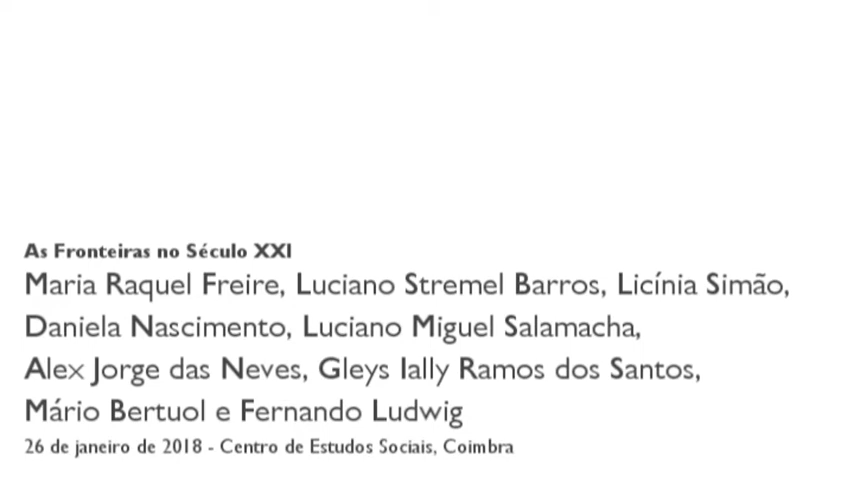 As Fronteiras no Século XXI
Maria Raquel Freire, Luciano Stremel Barros, Licínia Simão,
Daniela Nascimento, Luciano Miguel Salamacha,
Alex Jorge das Neves, Gleys Ially Ramos dos Santos,
Mário Bertuol e Fernando Ludwig
26 de janeiro de 2018 - Centro de Estudos Sociais, Coimbra